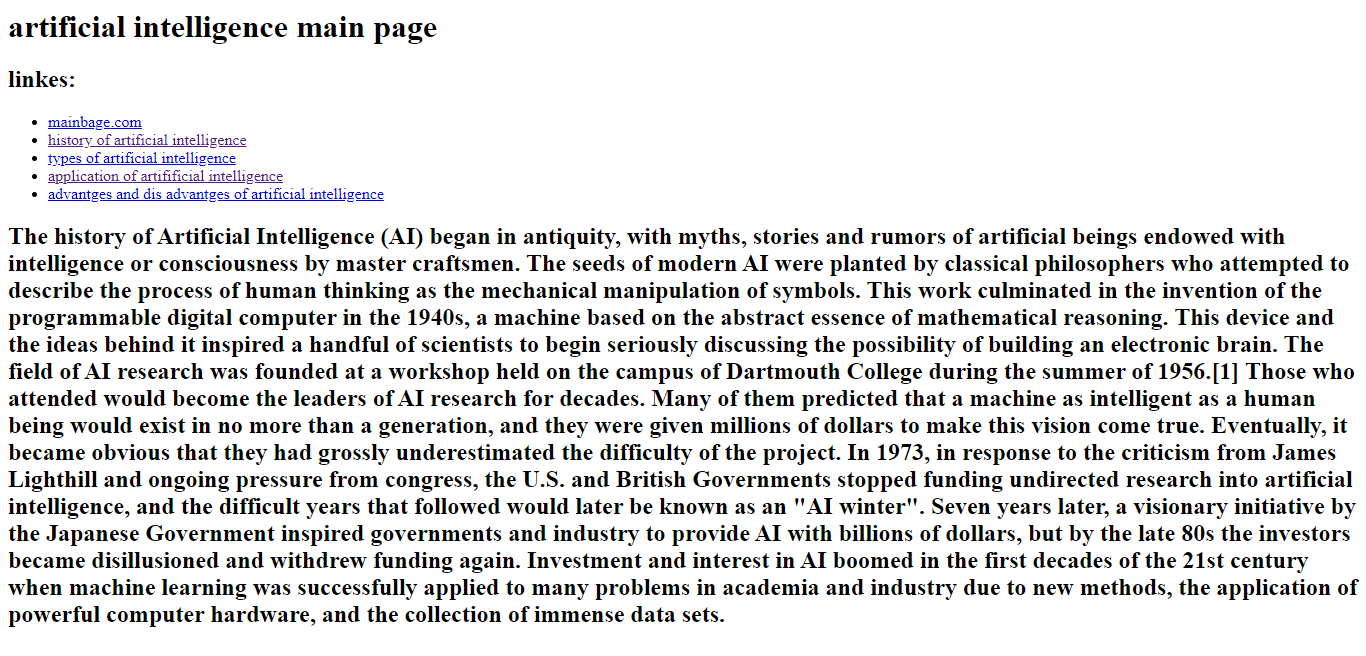 artificial intelligence main page
linkes:
mainbage.com
history of artificial intelligence
types of artificial intelligence
application of artifificial intelligence
advantges and dis advantges of artificial intelligence
The history of Artificial Intelligence (AI) began in antiquity, with myths, stories and rumors of artificial beings endowed with
intelligence or consciousness by master craftsmen. The seeds of modern AI were planted by classical philosophers who attempted to
describe the process of human thinking as the mechanical manipulation of symbols. This work culminated in the invention of the
programmable digital computer in the 1940s, a machine based on the abstract essence of mathematical reasoning. This device and
the ideas behind it inspired a handful of scientists to begin seriously discussing the possibility of building an electronic brain. The
field of AI research was founded at a workshop held on the campus of Dartmouth College during the summer of 1956.[1] Those who
attended would become the leaders of AI research for decades. Many of them predicted that a machine as intelligent as a human
being would exist in no more than a generation, and they were given millions of dollars to make this vision come true. Eventually, it
became obvious that they had grossly underestimated the difficulty of the project. In 1973, in response to the criticism from James
Lighthill and ongoing pressure from congress, the U.S. and British Governments stopped funding undirected research into artificial
intelligence, and the difficult years that followed would later be known as an "AI winter". Seven years later, a visionary initiative by
the Japanese Government inspired governments and industry to provide AI with billions of dollars, but by the late 80s the investors
became disillusioned and withdrew funding again. Investment and interest in AI boomed in the first decades of the 21st century
when machine learning was successfully applied to many problems in academia and industry due to new methods, the application of
powerful computer hardware, and the collection of immense data sets.